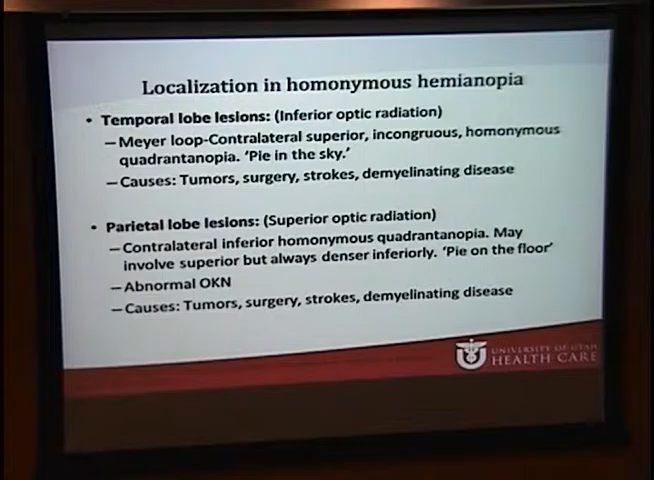 Localization in homonymous hemianopia
• Temporal lobe lesions: (Inferior optic radiation)
– Meyer loop-Contralateral superior, incongruous, homonymous
quadrantanopia. 'Pie in the sky.'
– Causes: Tumors, surgery, strokes, demyelinating disease
• Parietal lobe lesions: (Superior optic radiation)
– Contralateral inferior homonymous quadrantanopia. May
involve superior but always denser inferiorly. 'Pie on the floor'
– Abnormal OKN
– Causes: Tumors, surgery, strokes, demyelinating disease
UNIVERSITY OF UTAH
HEALTH CARE